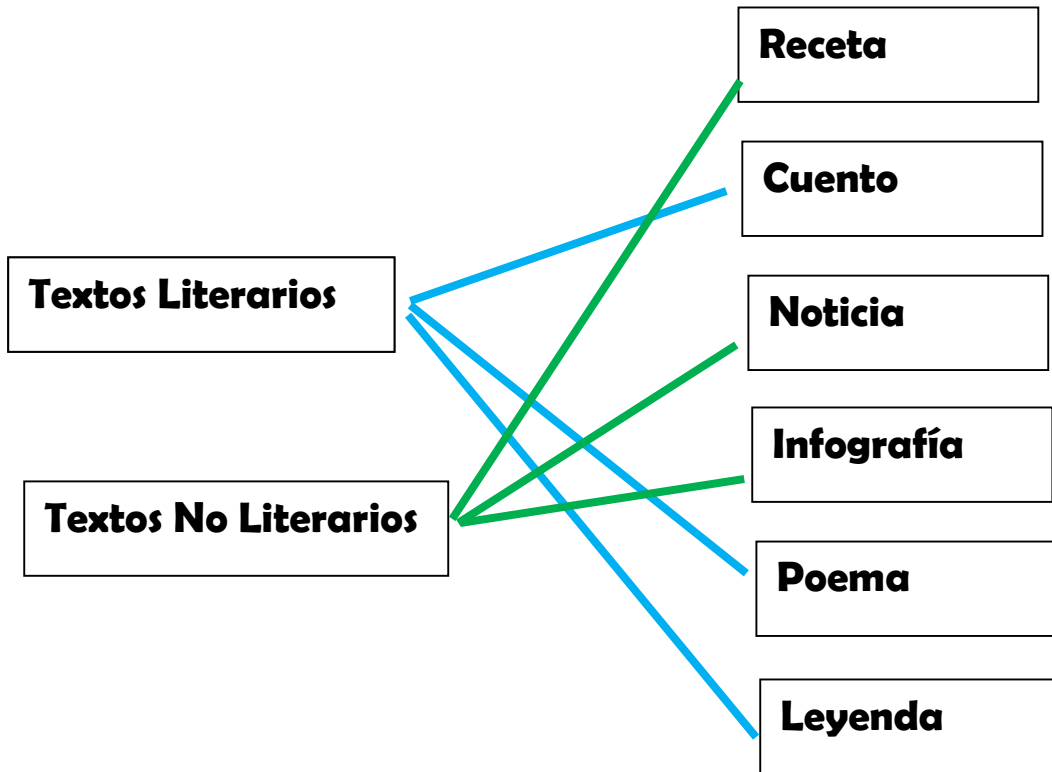 Receta
Cuento
Textos Literarios
Noticia
Infografía
Textos No Literarios
Poema
Leyenda